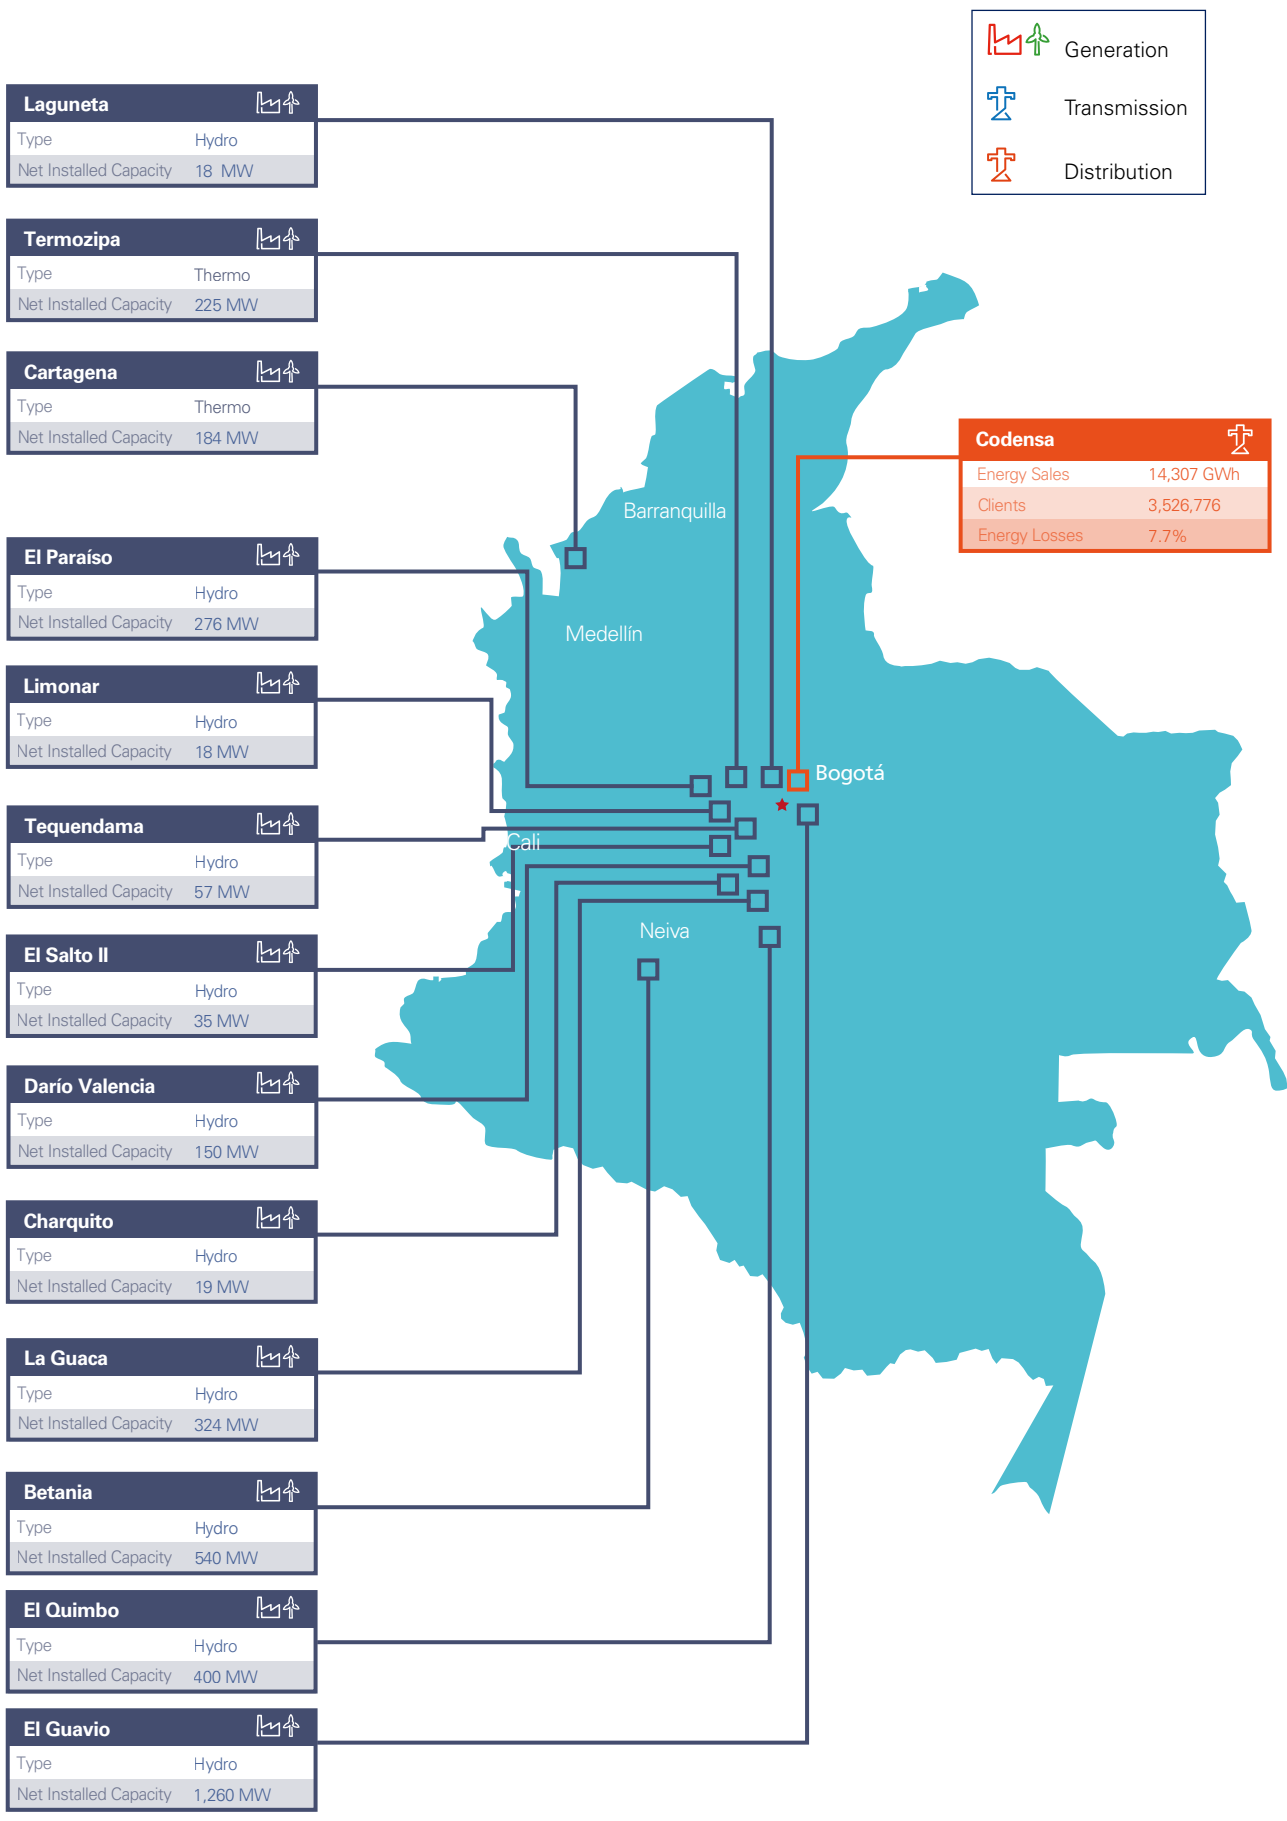 Generation
Transmission
Distribution
Laguneta
Type Hydro
Net Installed Capacity 18 MW
Termozipa
Type Thermo
Net Installed Capacity 225 MW
Cartagena
Type Thermo
Net Installed Capacity 184 MW
El Paraíso
Type Hydro
Net Installed Capacity 276 MW
Limonar
Type Hydro
Net Installed Capacity 18 MW
Tequendama
Type Hydro
Net Installed Capacity 57 MW
El Salto II
Type Hydro
Net Installed Capacity 35 MW
Darío Valencia
Type Hydro
Net Installed Capacity 150 MW
Charquito
Type Hydro
Net Installed Capacity 19 MW
La Guaca
Type Hydro
Net Installed Capacity 324 MW
Betania
Type Hydro
Net Installed Capacity 540 MW
El Quimbo
Type Hydro
Net Installed Capacity 400 MW
El Guavio
Type Hydro
Net Installed Capacity 1,260 MW
Barranquilla
Medellín
Bogotá
Cali
Neiva
Codensa
Energy Sales 14,307 GWh
Clients 3,526,776
Energy Losses 7.7%